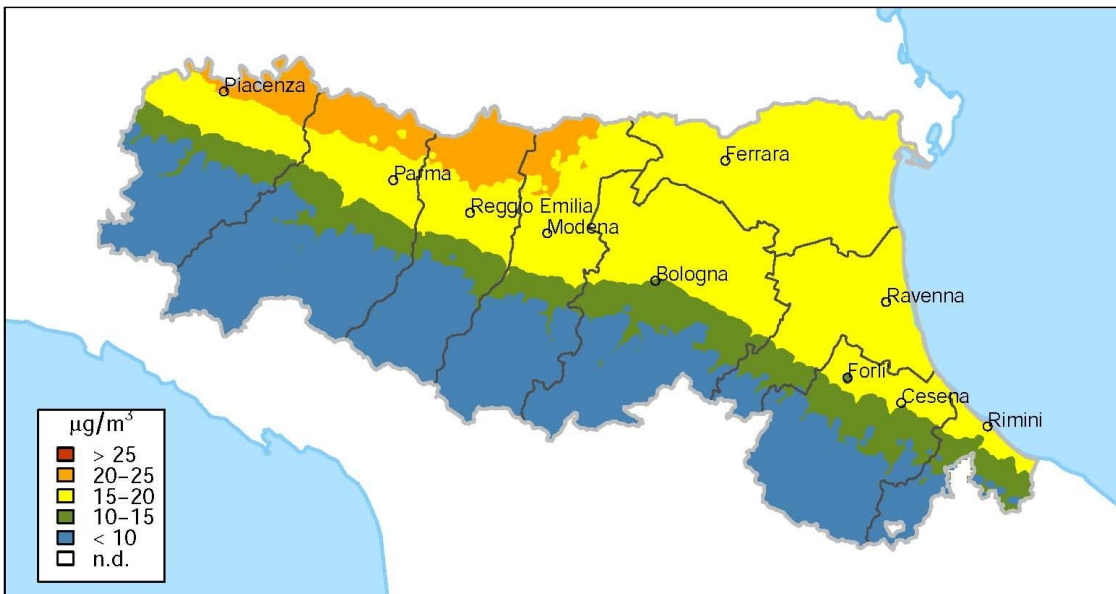 Piacenza
Ferrara
Parma
Reggio Emilia
Modena
Bologna
Ravenna
Forlì
Cesena
Rimini
µg/m³
> 25
20–25
15–20
10–15
< 10
n.d.